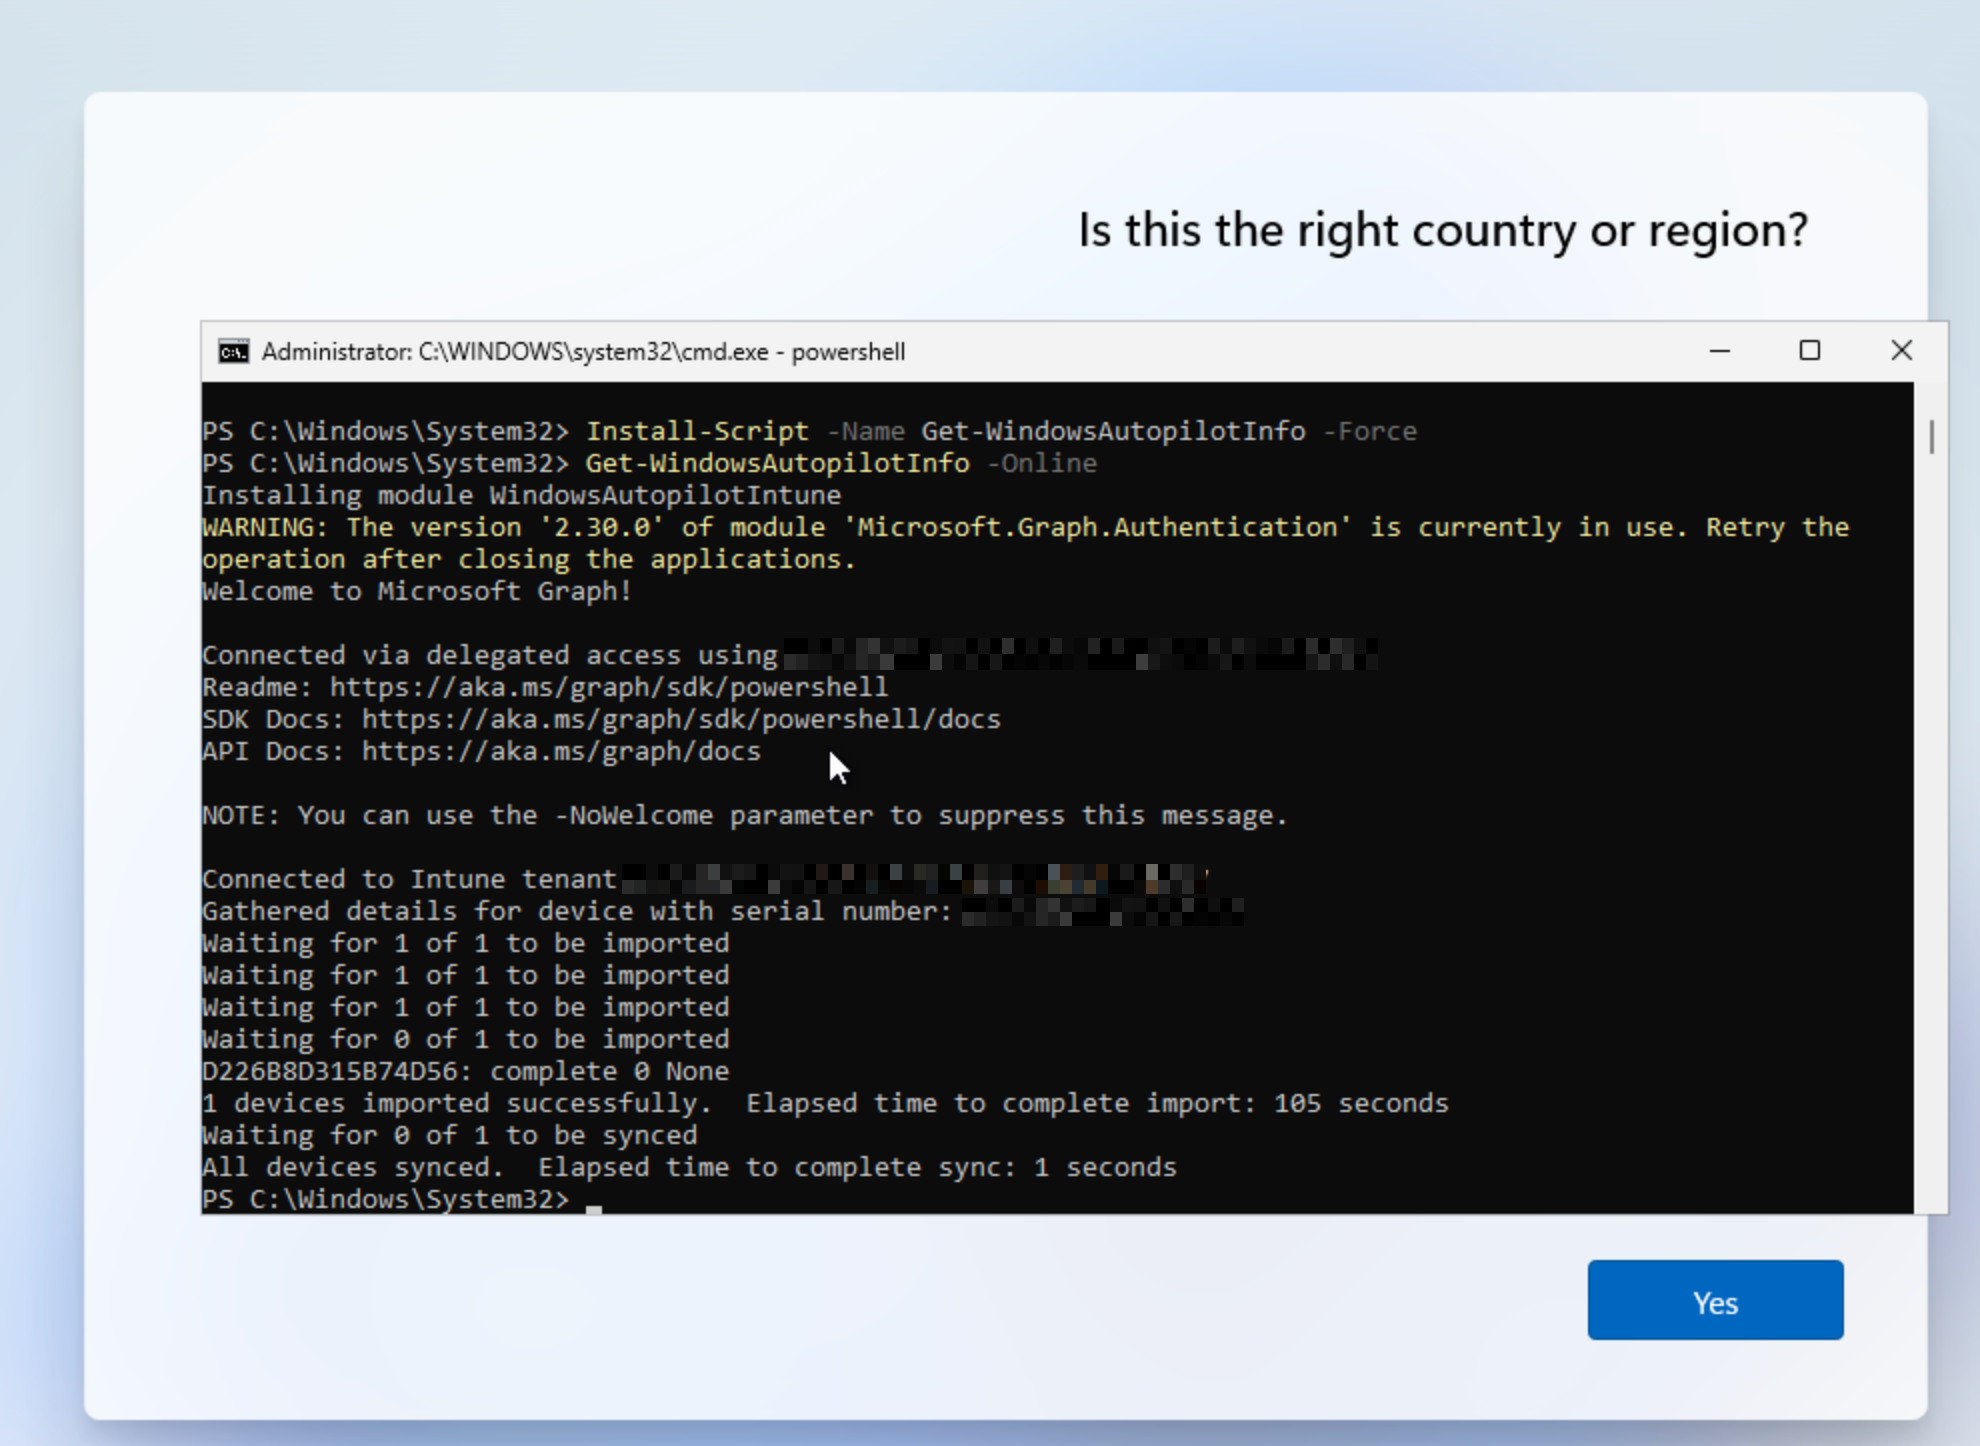 Is this the right country or region?
Administrator: C:\WINDOWS\system32\cmd.exe - powershell
PS C:\Windows\System32> Install-Script -Name Get-WindowsAutopilotInfo -Force
PS C:\Windows\System32> Get-WindowsAutopilotInfo -Online
Installing module WindowsAutopilotIntune
WARNING: The version '2.30.0' of module 'Microsoft.Graph.Authentication' is currently in use. Retry the
operation after closing the applications.
Welcome to Microsoft Graph!
Connected via delegated access using
Readme: https://aka.ms/graph/sdk/powershell
SDK Docs: https://aka.ms/graph/sdk/powershell/docs
API Docs: https://aka.ms/graph/docs
NOTE: You can use the -NoWelcome parameter to suppress this message.
Connected to Intune tenant
Gathered details for device with serial number:
Waiting for 1 of 1 to be imported
Waiting for 1 of 1 to be imported
Waiting for 1 of 1 to be imported
Waiting for 0 of 1 to be imported
D226B8D315B74D56: complete 0 None
1 devices imported successfully.  Elapsed time to complete import: 105 seconds
Waiting for 0 of 1 to be synced
All devices synced.  Elapsed time to complete sync: 1 seconds
PS C:\Windows\System32>
Yes